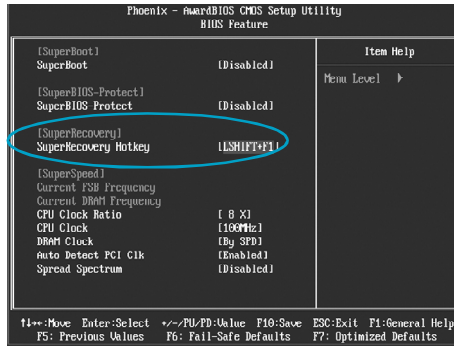 Phoenix - AwardBIOS CMOS Setup Utility
BIOS Feature
[SuperBoot]
SuperBoot [Disabled]
Item Help
Menu Level
[SuperBIOS-Protect]
SuperBIOS-Protect [Disabled]
[SuperRecovery]
SuperRecovery Hotkey [LSHIFT+F1]
[SuperSpeed]
Current FSB Frequency
Current DRAM Frequency
CPU Clock Ratio [ 8 X]
CPU Clock [100MHz]
DRAM Clock [By SPD]
Auto Detect PCI Clk [Enabled]
Spread Spectrum [Disabled]
↑↓→←:Move Enter:Select +/-/PU/PD:Value F10:Save ESC:Exit F1:General Help
F5: Previous Values F6: Fail-Safe Defaults F7: Optimized Defaults